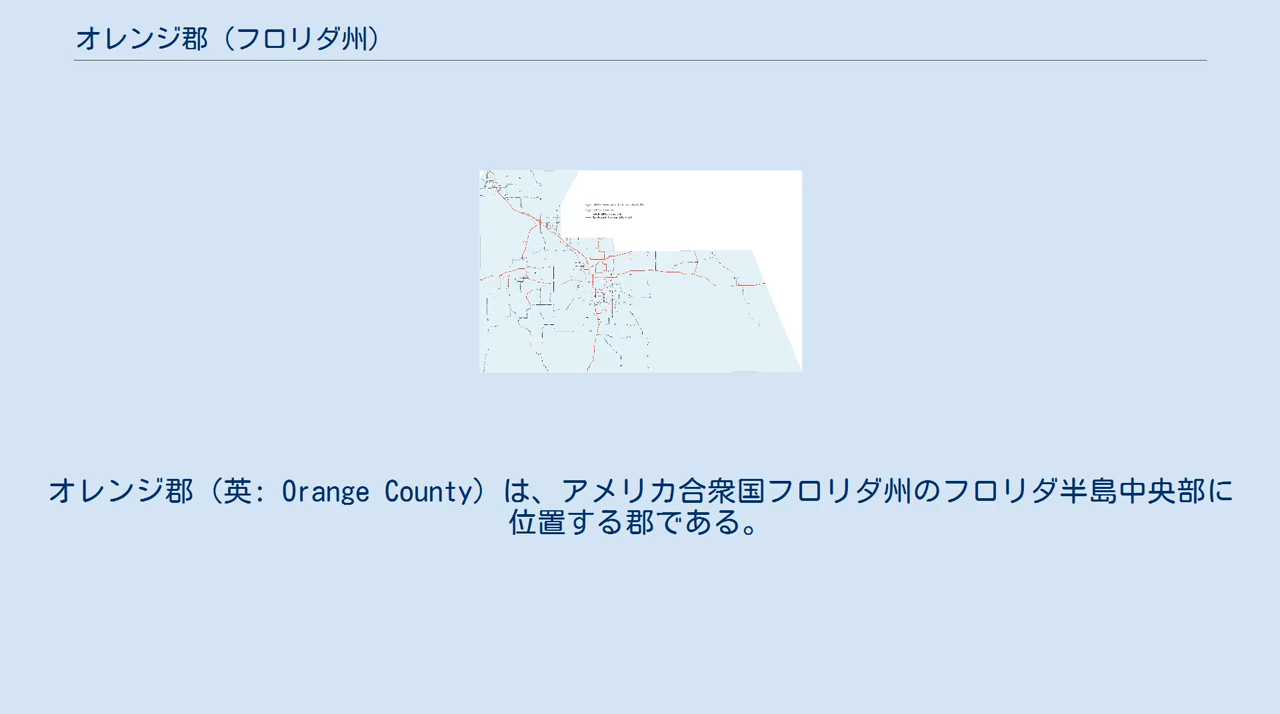 オレンジ郡（フロリダ州）
オレンジ郡（英: Orange County）は、アメリカ合衆国フロリダ州のフロリダ半島中央部に
位置する郡である。